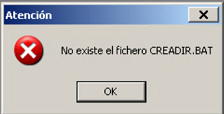 Atención
No existe el fichero CREADIR.BAT
OK